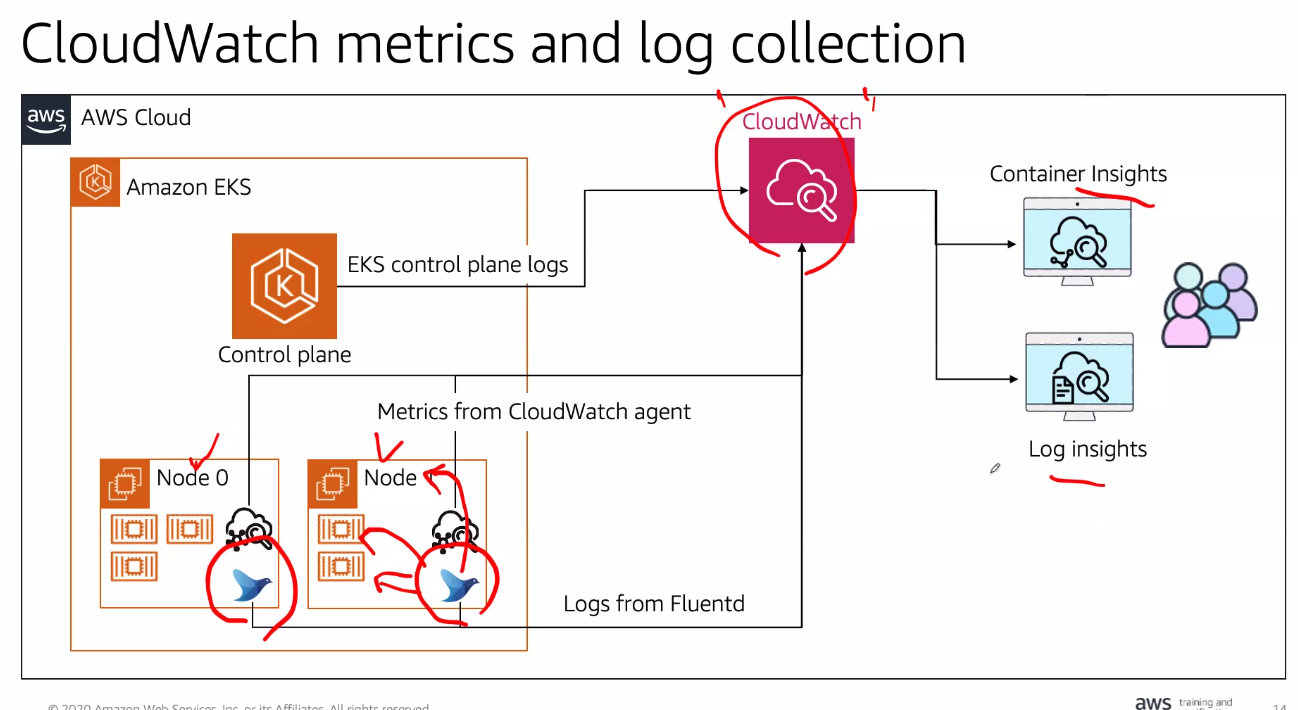 CloudWatch metrics and log collection
aws
AWS Cloud
CloudWatch
Amazon EKS
Container Insights
EKS control plane logs
Control plane
Metrics from CloudWatch agent
Log insights
Node 0
Node
Logs from Fluentd
© 2020 Amazon Web Services, Inc. or its Affiliates. All rights reserved.
aws training and
14